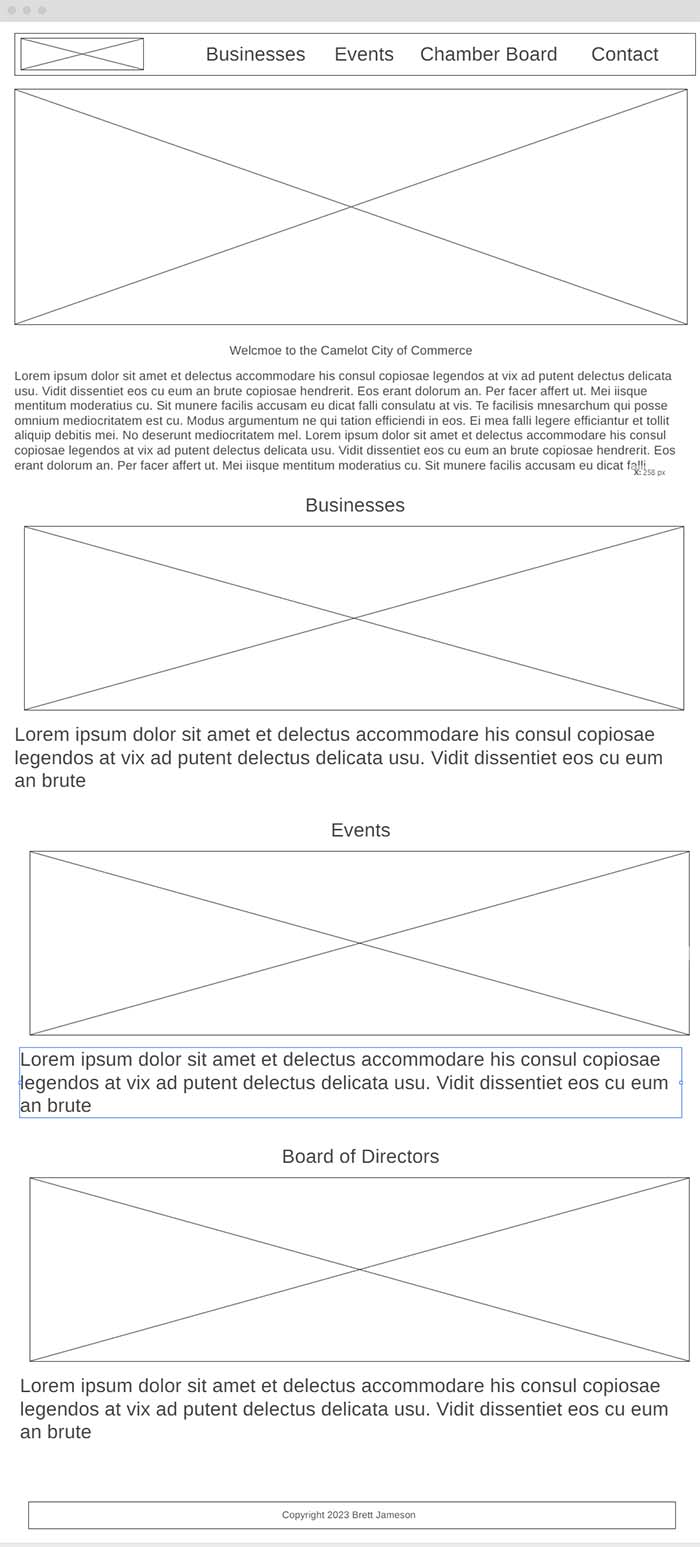 Businesses Events Chamber Board Contact
Welcmoe to the Camelot City of Commerce
Lorem ipsum dolor sit amet et delectus accommodare his consul copiosae legendos at vix ad putent delectus delicata
usu. Vidit dissentiet eos cu eum an brute copiosae hendrerit. Eos erant dolorum an. Per facer affert ut. Mei iisque
mentitum moderatius cu. Sit munere facilis accusam eu dicat falli consulatu at vis. Te facilisis mnesarchum qui posse
omnium mediocritatem est cu. Modus argumentum ne qui tation efficiendi in eos. Ei mea falli legere efficiantur et tollit
aliquip debitis mei. No deserunt mediocritatem mel. Lorem ipsum dolor sit amet et delectus accommodare his consul
copiosae legendos at vix ad putent delectus delicata usu. Vidit dissentiet eos cu eum an brute copiosae hendrerit. Eos
erant dolorum an. Per facer affert ut. Mei iisque mentitum moderatius cu. Sit munere facilis accusam eu dicat falli
X: 258 px
Businesses
Lorem ipsum dolor sit amet et delectus accommodare his consul copiosae
legendos at vix ad putent delectus delicata usu. Vidit dissentiet eos cu eum
an brute
Events
Lorem ipsum dolor sit amet et delectus accommodare his consul copiosae
legendos at vix ad putent delectus delicata usu. Vidit dissentiet eos cu eum
an brute
Board of Directors
Lorem ipsum dolor sit amet et delectus accommodare his consul copiosae
legendos at vix ad putent delectus delicata usu. Vidit dissentiet eos cu eum
an brute
Copyright 2023 Brett Jameson